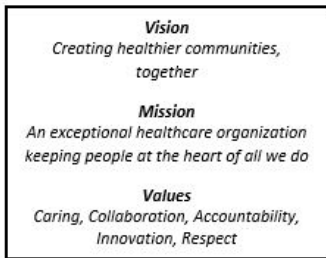 Vision
Creating healthier communities,
together
Mission
An exceptional healthcare organization
keeping people at the heart of all we do
Values
Caring, Collaboration, Accountability,
Innovation, Respect